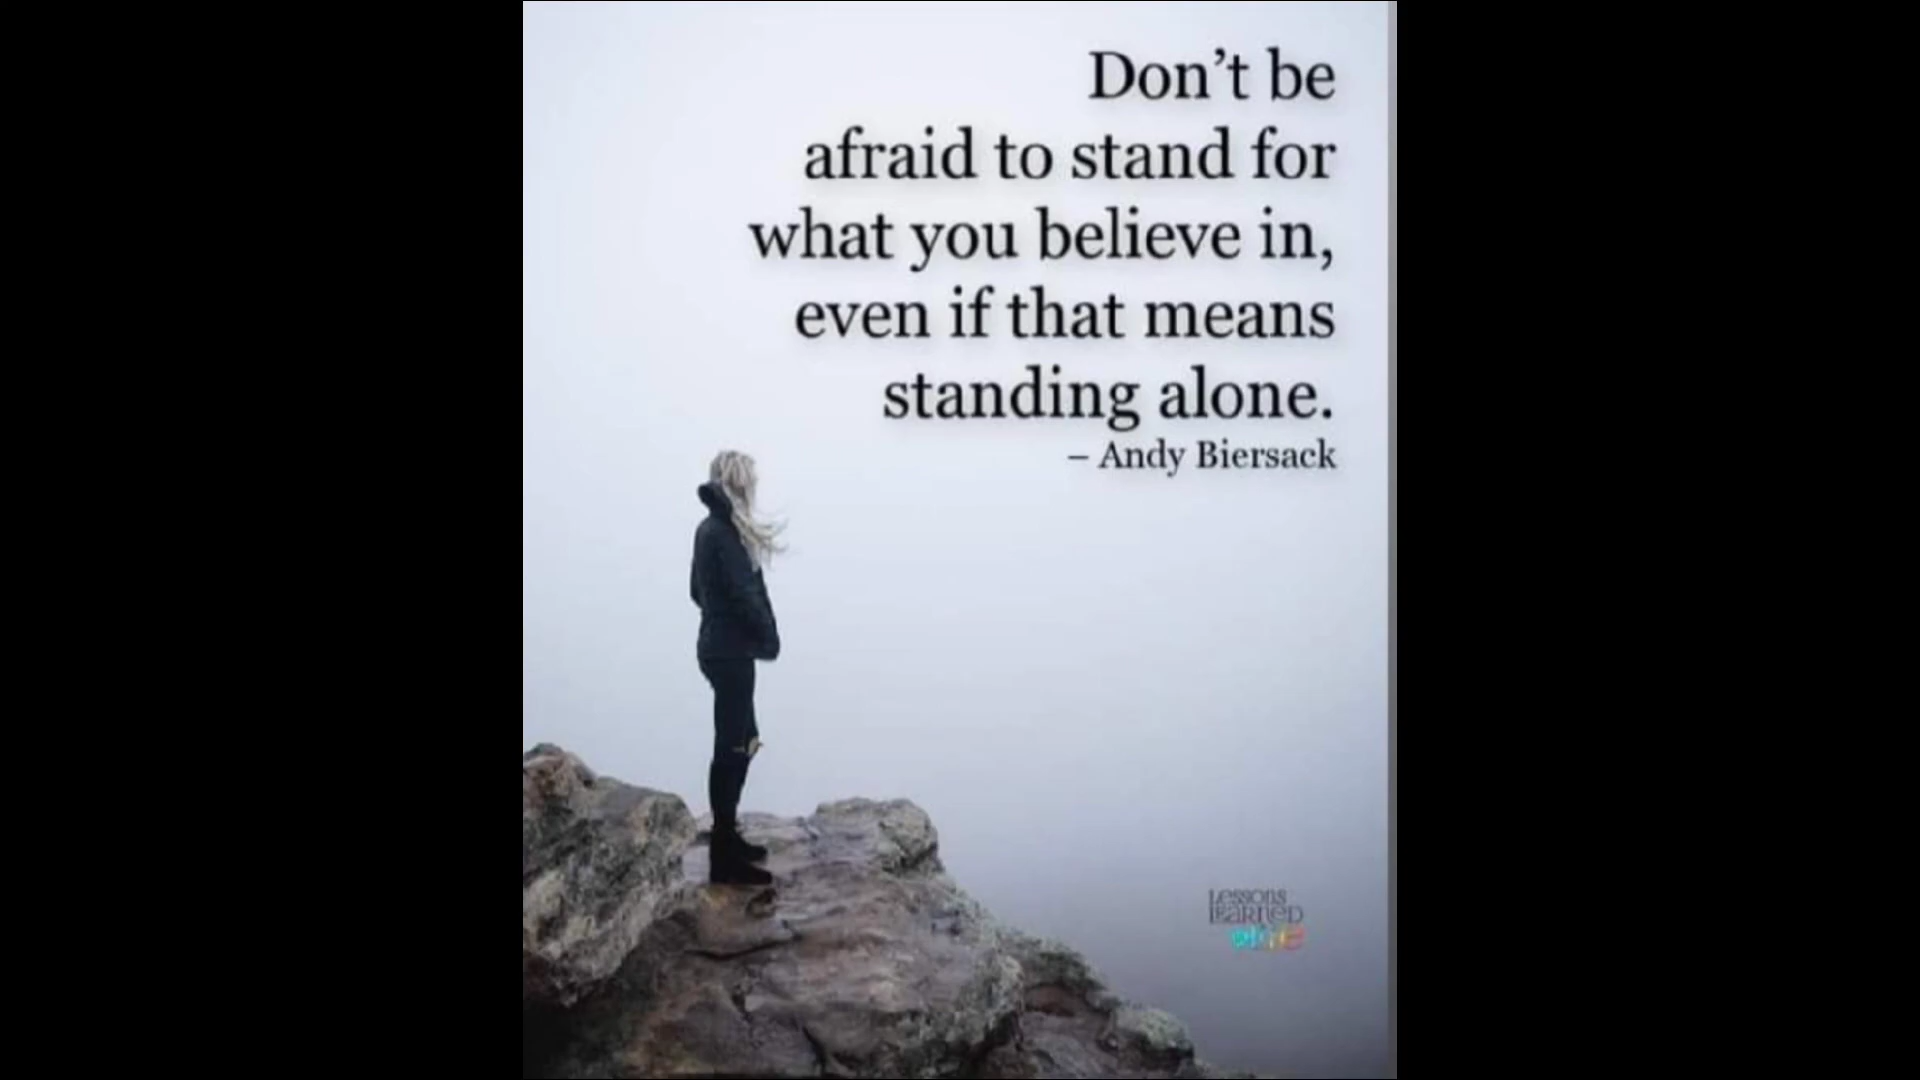 Don't be
afraid to stand for
what you believe in,
even if that means
standing alone.
– Andy Biersack
Lessons
Learned